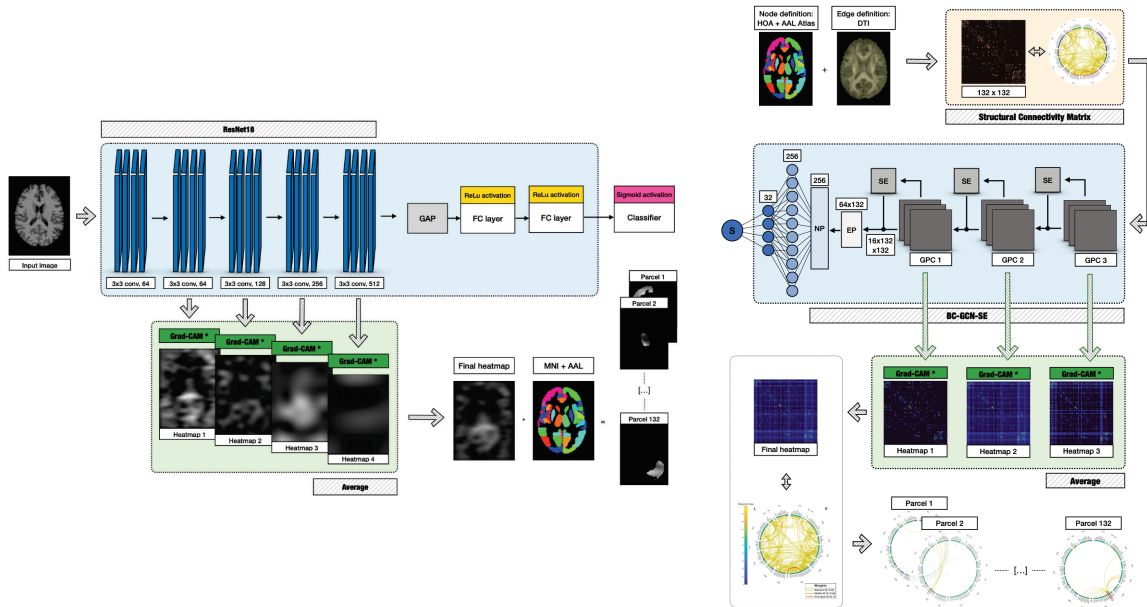 ResNet18
Input image
3x3 conv, 64
3x3 conv, 64
3x3 conv, 128
3x3 conv, 256
3x3 conv, 512
GAP
ReLu activation
FC layer
ReLu activation
FC layer
Sigmoid activation
Classifier
Grad-CAM *
Heatmap 1
Grad-CAM *
Heatmap 2
Grad-CAM *
Heatmap 3
Grad-CAM *
Heatmap 4
Average
Final heatmap
*
MNI + AAL
=
Parcel 1
Parcel 2
[...]
Parcel 132
Node definition:
HOA + AAL Atlas
+
Edge definition:
DTI
132 x 132
Structural Connectivity Matrix
S
32
256
256
NP
64x132
EP
16x132
x132
SE
SE
SE
GPC 1
GPC 2
GPC 3
BC-GCN-SE
Grad-CAM *
Heatmap 1
Grad-CAM *
Heatmap 2
Grad-CAM *
Heatmap 3
Average
Final heatmap
Parcel 1
Parcel 2
[...]
Parcel 132